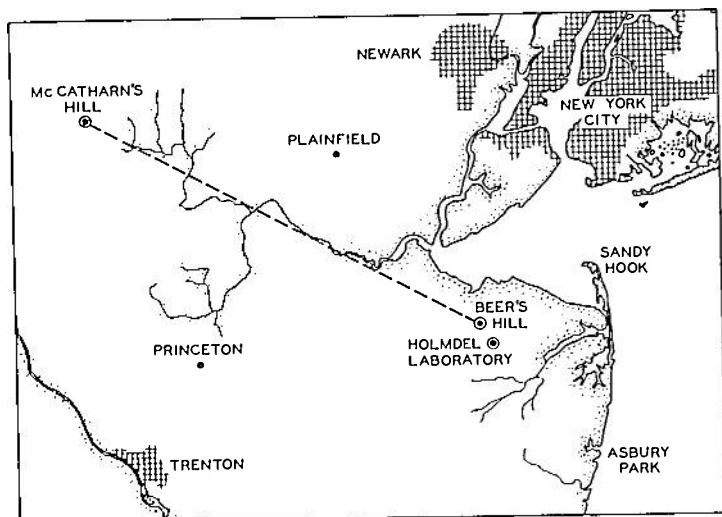 NEWARK
McCATHARN'S
HILL
NEW YORK
CITY
PLAINFIELD
SANDY
HOOK
BEER'S
HILL
HOLMDEL
LABORATORY
PRINCETON
TRENTON
ASBURY
PARK